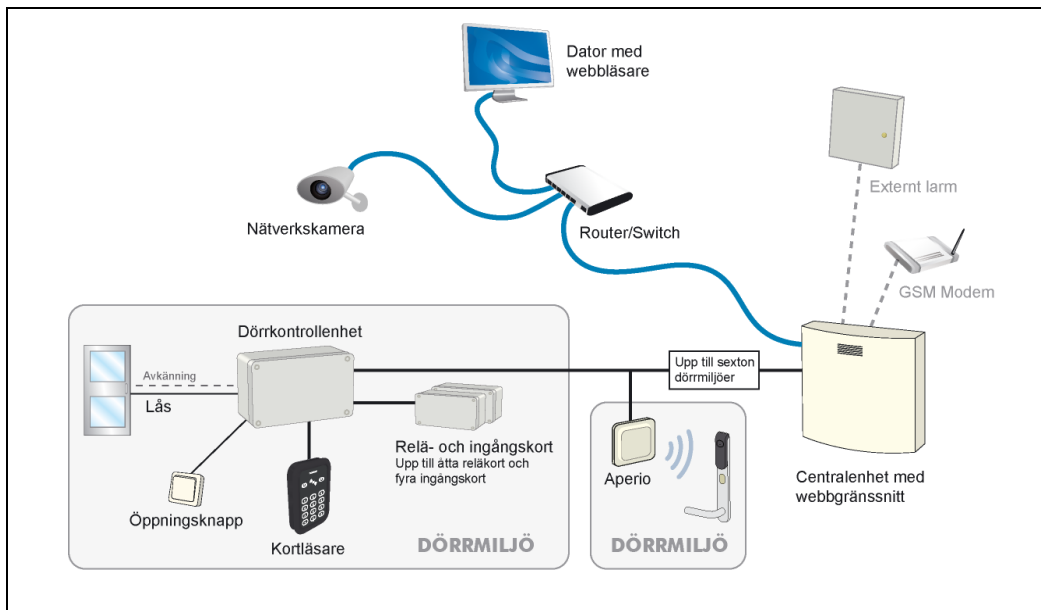 Dator med
webbläsare
Externt larm
Nätverkskamera
Router/Switch
GSM Modem
Dörrkontrollenhet
Avkänning
Lås
Upp till sexton
dörrmiljöer
Relä- och ingångskort
Upp till åtta reläkort och
fyra ingångskort
Aperio
Centralenhet med
webbgränssnitt
Öppningsknapp
Kortläsare
DÖRRMILJÖ
DÖRRMILJÖ